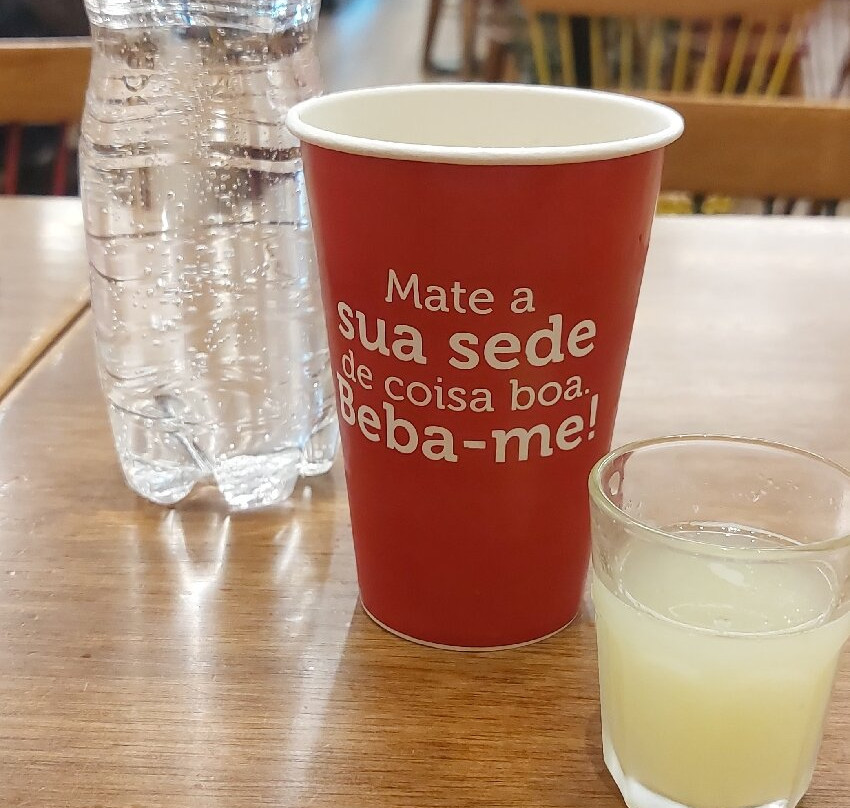 Mate a
sua sede
de coisa boa.
Beba-me!